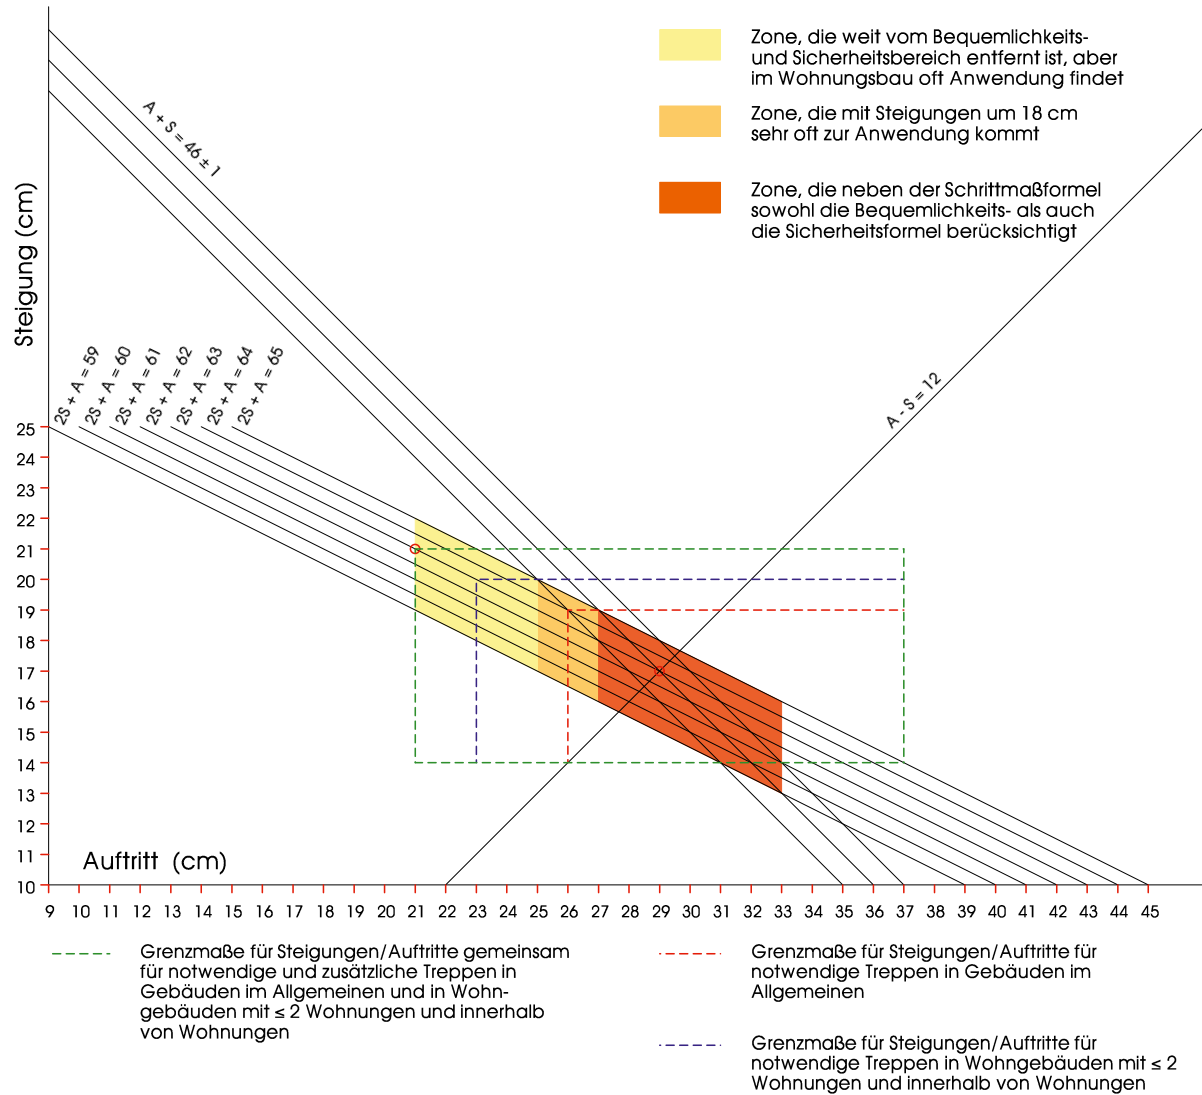 Zone, die weit vom Bequemlichkeits-
und Sicherheitsbereich entfernt ist, aber
im Wohnungsbau oft Anwendung findet
Zone, die mit Steigungen um 18 cm
sehr oft zur Anwendung kommt
Zone, die neben der Schrittmaßformel
sowohl die Bequemlichkeits- als auch
die Sicherheitsformel berücksichtigt
A + S = 46 ± 1
Steigung (cm)
2S + A = 59
2S + A = 60
2S + A = 61
2S + A = 62
2S + A = 63
2S + A = 64
2S + A = 65
A - S = 12
25
24
23
22
21
20
19
18
17
16
15
14
13
12
11
10
Auftritt (cm)
9 10 11 12 13 14 15 16 17 18 19 20 21 22 23 24 25 26 27 28 29 30 31 32 33 34 35 36 37 38 39 40 41 42 43 44 45
Grenzmaße für Steigungen/Auftritte gemeinsam
für notwendige und zusätzliche Treppen in
Gebäuden im Allgemeinen und in Wohn-
gebäuden mit ≤ 2 Wohnungen und innerhalb
von Wohnungen
Grenzmaße für Steigungen/Auftritte für
notwendige Treppen in Gebäuden im
Allgemeinen
Grenzmaße für Steigungen/Auftritte für
notwendige Treppen in Wohngebäuden mit ≤ 2
Wohnungen und innerhalb von Wohnungen